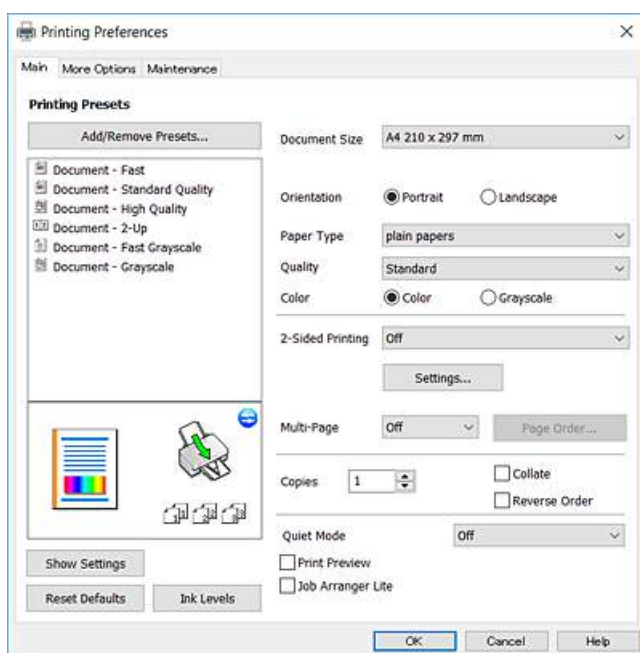 Printing Preferences
Main More Options Maintenance
Printing Presets
Add/Remove Presets...
Document - Fast
Document - Standard Quality
Document - High Quality
Document - 2-Up
Document - Fast Grayscale
Document - Grayscale
Show Settings
Reset Defaults Ink Levels
Document Size A4 210 x 297 mm
Orientation Portrait Landscape
Paper Type plain papers
Quality Standard
Color Color Grayscale
2-Sided Printing Off
Settings...
Multi-Page Off Page Order...
Copies 1 Collate
Reverse Order
Quiet Mode Off
Print Preview
Job Arranger Lite
OK Cancel Help